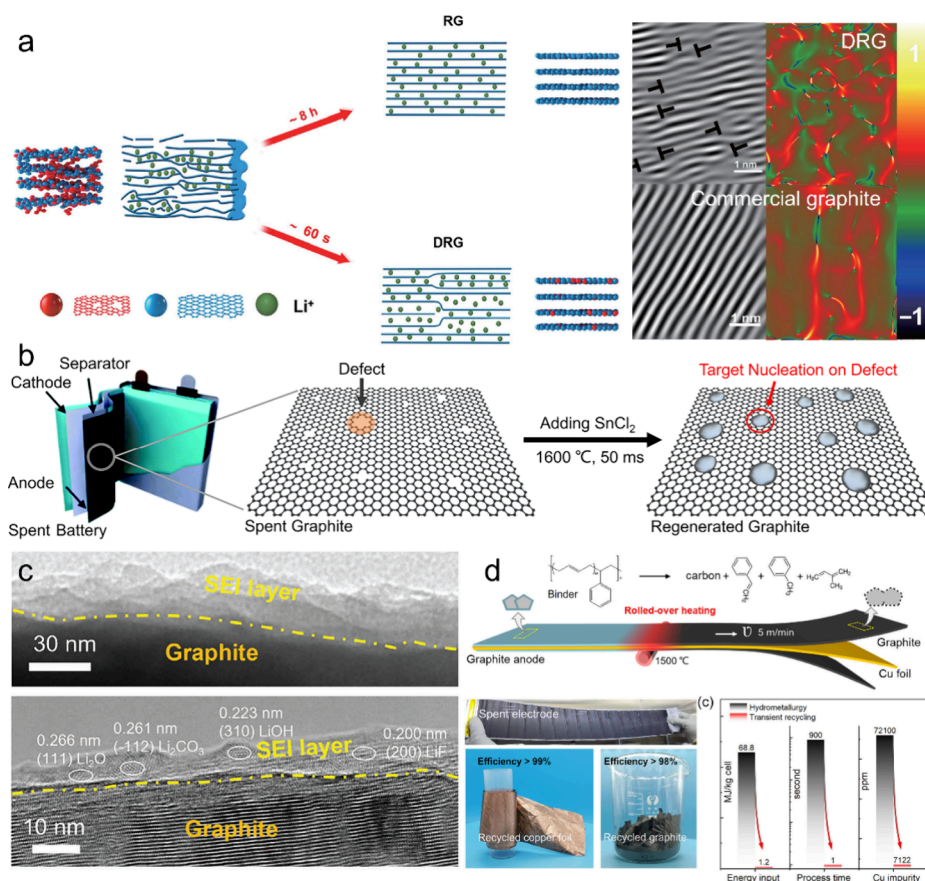 a
RG
~ 8 h
~ 60 s
Li⁺
DRG
1 nm
Commercial graphite
1 nm
1
−1
b
Separator
Cathode
Anode
Spent Battery
Defect
Spent Graphite
Adding SnCl₂
1600 ℃, 50 ms
Target Nucleation on Defect
Regenerated Graphite
c
SEI layer
Graphite
30 nm
0.266 nm
(111) Li₂O
0.261 nm
(-112) Li₂CO₃
0.223 nm
(310) LiOH
0.200 nm
(200) LiF
SEI layer
Graphite
10 nm
d
Binder
carbon +
+
+
CH₂
CH₃
H₂C
CH₂
CH₃
Rolled-over heating
Graphite anode
1500 ℃
5 m/min
Graphite
Cu foil
Spent electrode
Efficiency > 99%
Recycled copper foil
Efficiency > 98%
Recycled graphite
(c)
Hydrometallurgy
Transient recycling
MJ/kg cell
68.8
1.2
Energy input
second
900
1
Process time
ppm
72100
7122
Cu impurity